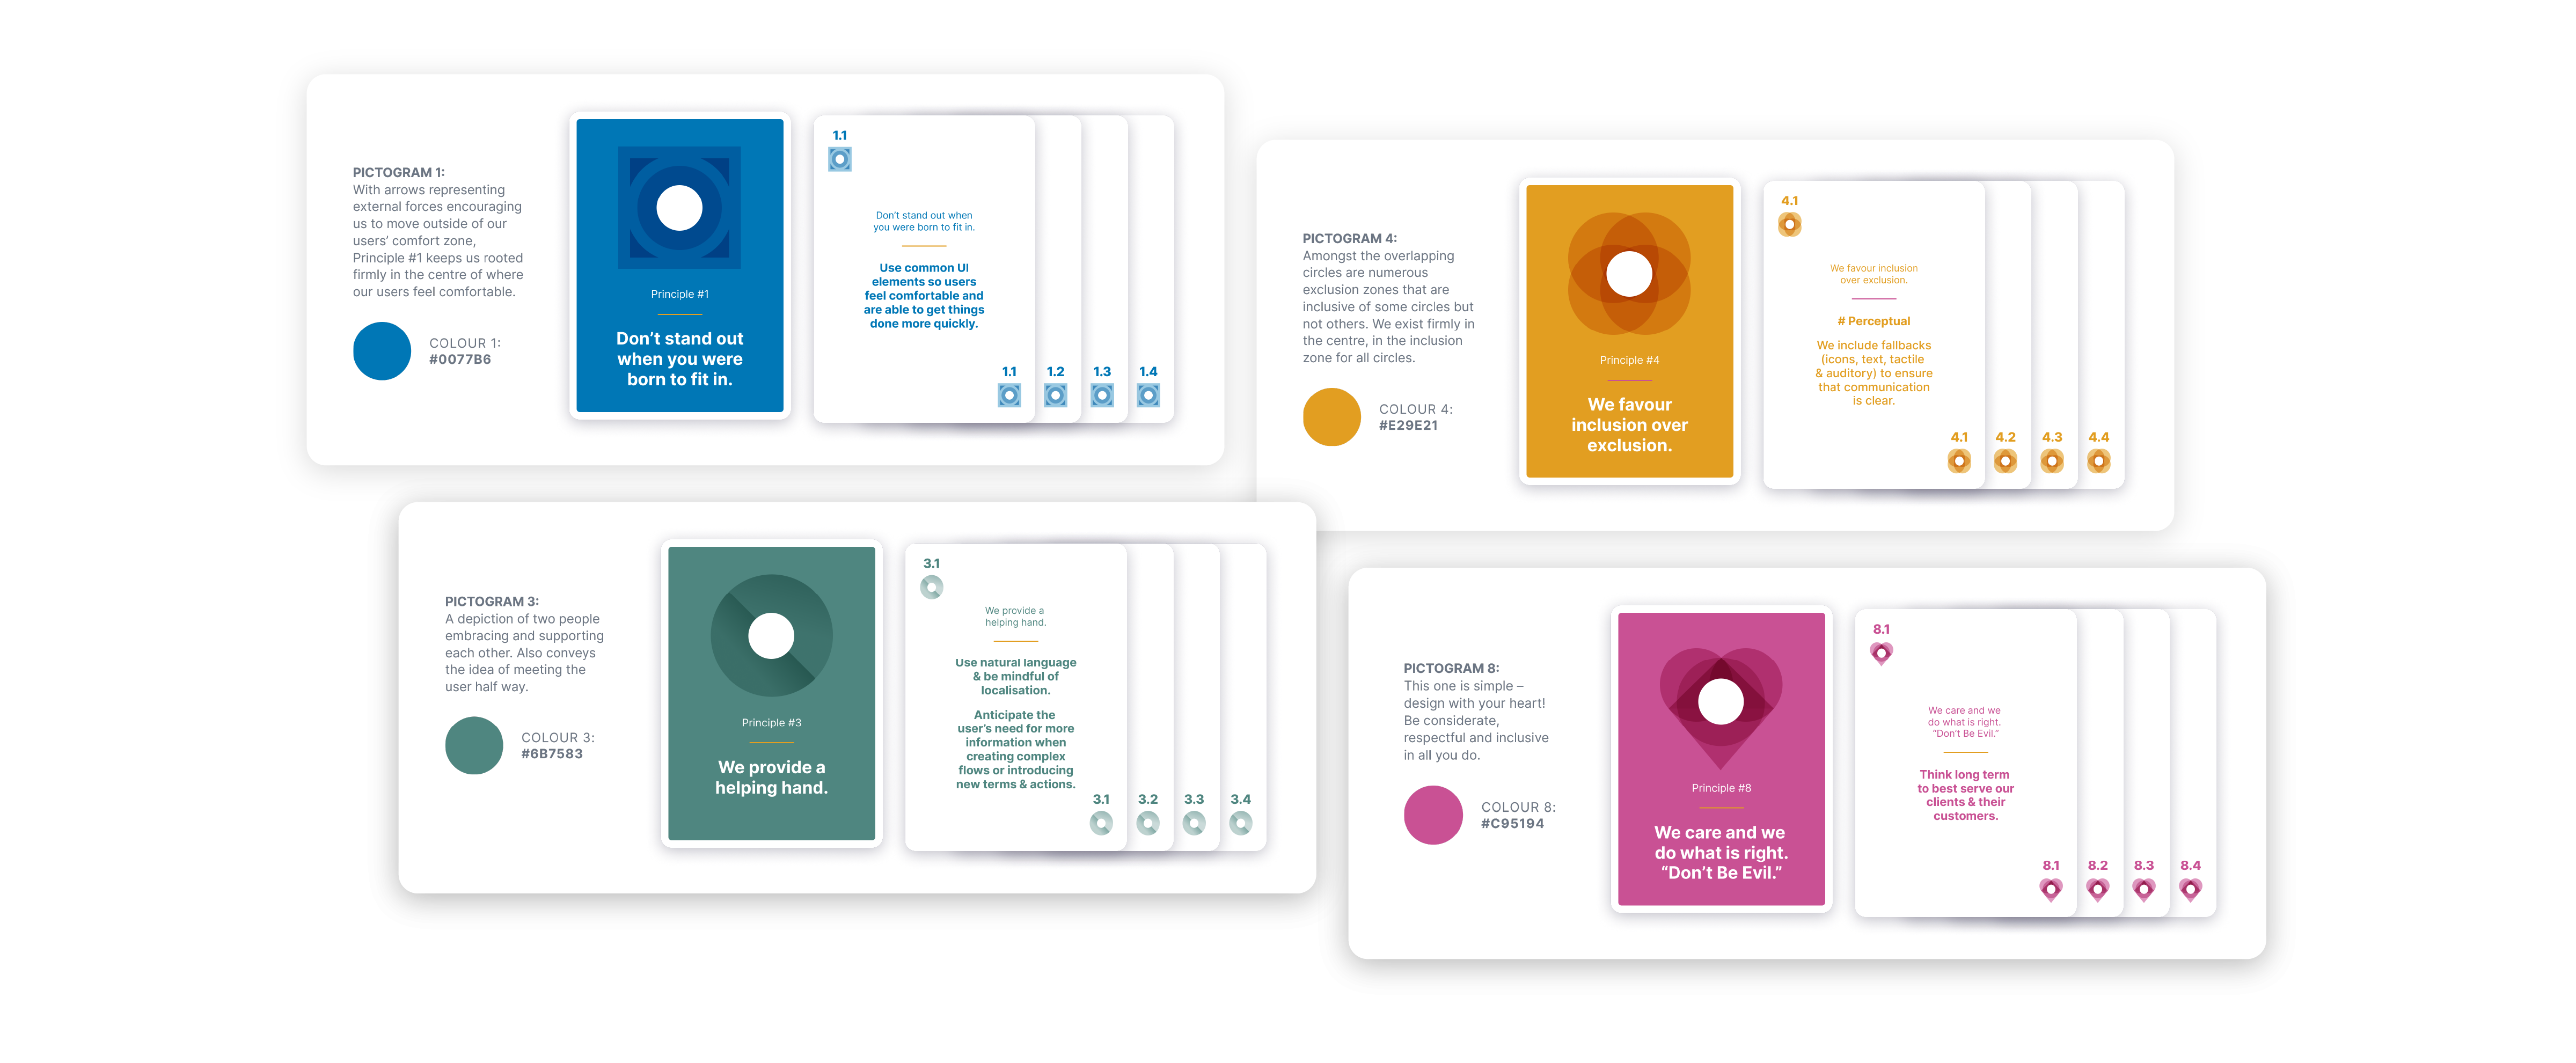 PICTOGRAM 1:
With arrows representing
external forces encouraging
us to move outside of our
users’ comfort zone,
Principle #1 keeps us rooted
firmly in the centre of where
our users feel comfortable.
COLOUR 1:
#0077B6
Principle #1
Don’t stand out
when you were
born to fit in.
1.1
Don’t stand out when
you were born to fit in.
Use common UI
elements so users
feel comfortable and
are able to get things
done more quickly.
1.1
1.2
1.3
1.4
PICTOGRAM 4:
Amongst the overlapping
circles are numerous
exclusion zones that are
inclusive of some circles but
not others. We exist firmly in
the centre, in the inclusion
zone for all circles.
COLOUR 4:
#E29E21
Principle #4
We favour
inclusion over
exclusion.
4.1
We favour inclusion
over exclusion.
# Perceptual
We include fallbacks
(icons, text, tactile
& auditory) to ensure
that communication
is clear.
4.1
4.2
4.3
4.4
PICTOGRAM 3:
A depiction of two people
embracing and supporting
each other. Also conveys
the idea of meeting the
user half way.
COLOUR 3:
#6B7583
Principle #3
We provide a
helping hand.
3.1
We provide a
helping hand.
Use natural language
& be mindful of
localisation.
Anticipate the
user’s need for more
information when
creating complex
flows or introducing
new terms & actions.
3.1
3.2
3.3
3.4
PICTOGRAM 8:
This one is simple –
design with your heart!
Be considerate,
respectful and inclusive
in all you do.
COLOUR 8:
#C95194
Principle #8
We care and we
do what is right.
“Don’t Be Evil.”
8.1
We care and we
do what is right.
“Don’t Be Evil.”
Think long term
to best serve our
clients & their
customers.
8.1
8.2
8.3
8.4